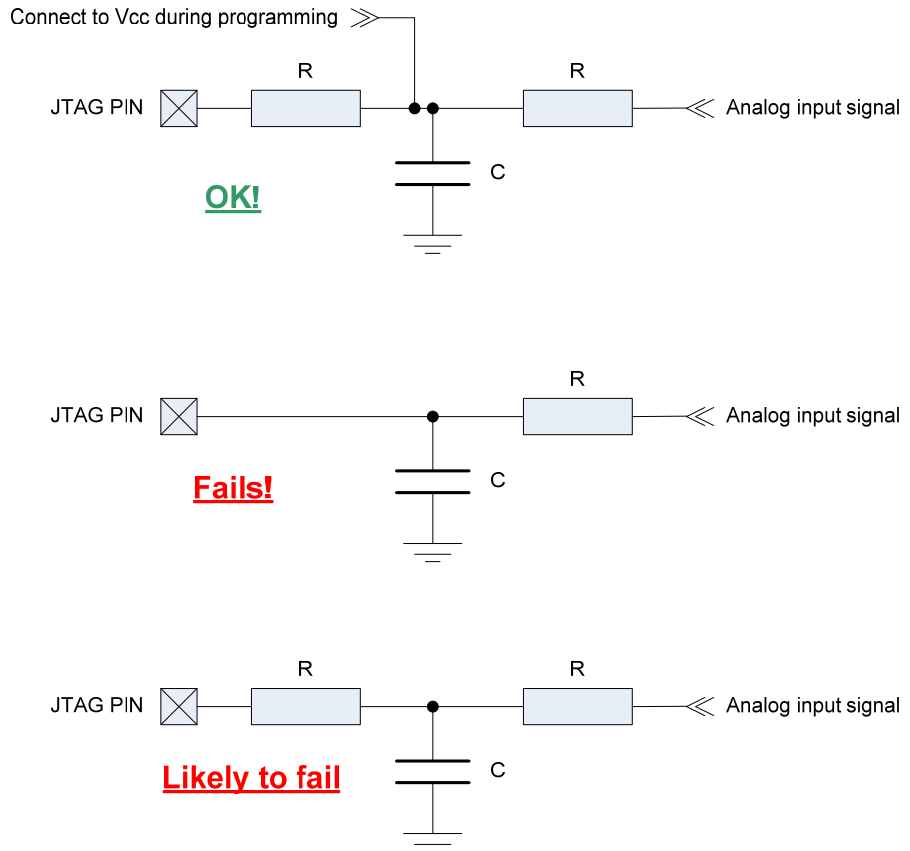 Connect to Vcc during programming
R
R
JTAG PIN
Analog input signal
C
OK!
R
JTAG PIN
Analog input signal
C
Fails!
R
R
JTAG PIN
Analog input signal
C
Likely to fail